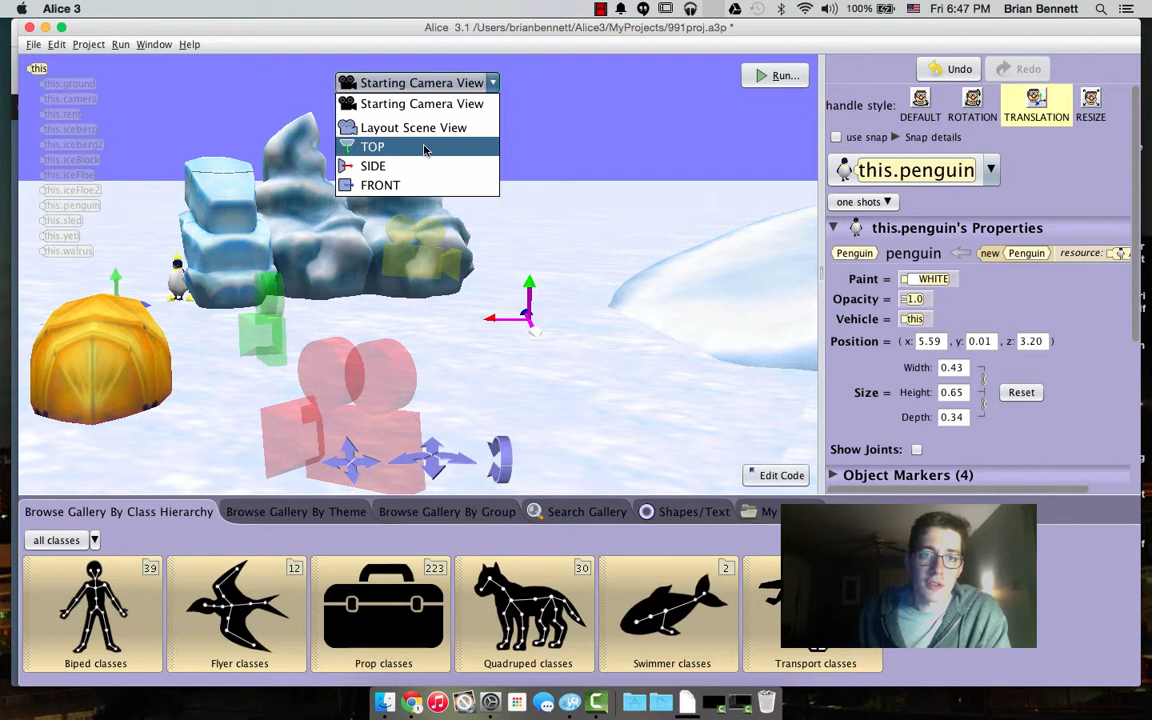 Alice 3 100% Fri 6:47 PM Brian Bennett
Alice 3.1 /Users/brianbennett/Alice3/MyProjects/991proj.a3p *
File Edit Project Run Window Help
this
this.ground
this.camera
this.tent
this.iceberg
this.iceberg2
this.iceBlock
this.iceFloe
this.iceFloe2
this.penguin
this.sled
this.yeti
this.walrus
Starting Camera View
Starting Camera View
Layout Scene View
TOP
SIDE
FRONT
Run...
Edit Code
Undo Redo
handle style:
DEFAULT ROTATION TRANSLATION RESIZE
use snap Snap details
this.penguin
one shots
this.penguin's Properties
Penguin penguin new Penguin resource:
Paint = WHITE
Opacity = 1.0
Vehicle = this
Position = ( x: 5.59 , y: 0.01 , z: 3.20 )
Width: 0.43
Size = Height: 0.65 Reset
Depth: 0.34
Show Joints:
Object Markers (4)
Browse Gallery By Class Hierarchy Browse Gallery By Theme Browse Gallery By Group Search Gallery Shapes/Text My
all classes
39 12 223 30 2
Biped classes Flyer classes Prop classes Quadruped classes Swimmer classes Transport classes